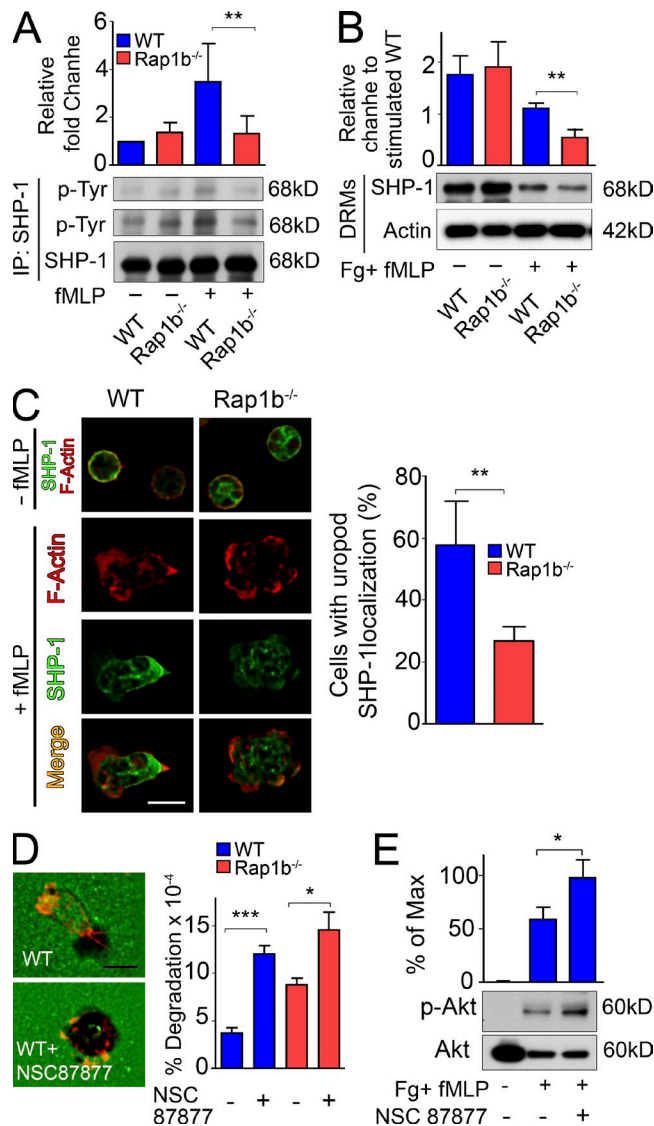 A
Relative
fold Chanhe
6
4
2
0
**
WT
Rap1b-/-
IP: SHP-1
p-Tyr
68kD
p-Tyr
68kD
SHP-1
68kD
fMLP
– – + +
WT
Rap1b-/-
WT
Rap1b-/-
B
Relative
chanhe to
stimulated WT
2
1
0
**
DRMs
SHP-1
68kD
Actin
42kD
Fg+ fMLP
– – + +
WT
Rap1b-/-
WT
Rap1b-/-
C
WT
Rap1b-/-
– fMLP
SHP-1
F-Actin
+ fMLP
F-Actin
SHP-1
Merge
Cells with uropod
SHP-1localization (%)
80
60
40
20
0
**
WT
Rap1b-/-
D
WT
WT+
NSC87877
WT
Rap1b-/-
% Degradation x 10-4
15
10
5
0
***
*
NSC
87877
- + - +
E
% of Max
100
50
0
*
p-Akt
60kD
Akt
60kD
Fg+ fMLP
- + +
NSC 87877
- - +